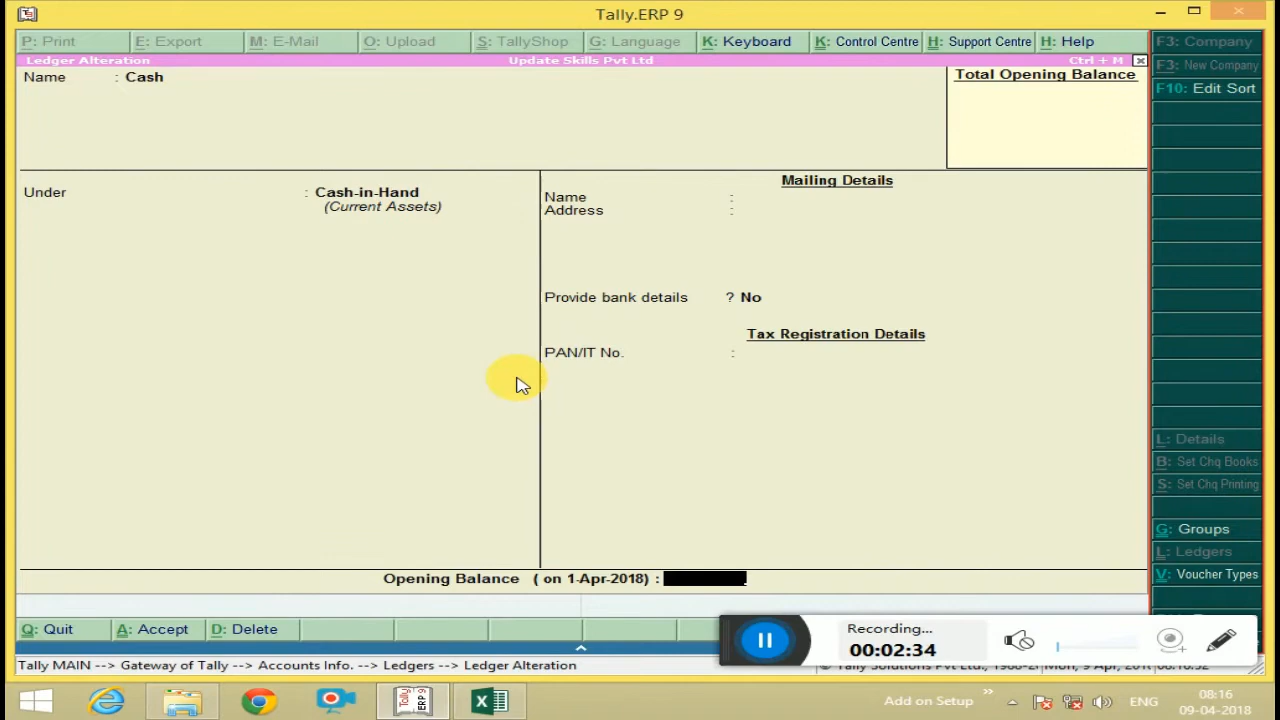 Tally.ERP 9
P: Print
E: Export
M: E-Mail
O: Upload
S: TallyShop
G: Language
K: Keyboard
K: Control Centre
H: Support Centre
H: Help
F3: Company
Ledger Alteration
Update Skills Pvt Ltd
Ctrl + M
F3: New Company
Name : Cash
Total Opening Balance
F10: Edit Sort
Under : Cash-in-Hand
(Current Assets)
Mailing Details
Name :
Address :
Provide bank details ? No
Tax Registration Details
PAN/IT No. :
L: Details
B: Set Chq Books
S: Set Chq Printing
G: Groups
L: Ledgers
V: Voucher Types
Opening Balance ( on 1-Apr-2018) :
Q: Quit
A: Accept
D: Delete
Recording...
00:02:34
Tally MAIN --> Gateway of Tally --> Accounts Info. --> Ledgers --> Ledger Alteration
Tally ERP 9
Add on Setup
ENG
08:16
09-04-2018